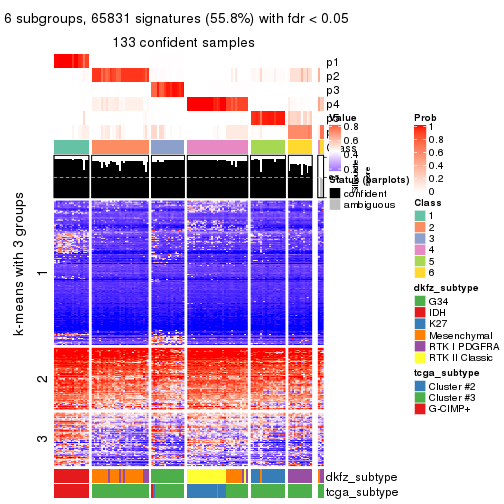 6 subgroups, 65831 signatures (55.8%) with fdr < 0.05
133 confident samples
p1
p2
p3
p4
Value
0.8
0.6
0.4
0.2
0
Status (barplots)
confident
ambiguous
Prob
1
0.8
0.6
0.4
0.2
0
Class
1
2
3
4
5
6
dkfz_subtype
G34
IDH
K27
Mesenchymal
RTK I PDGFRA
RTK II Classic
tcga_subtype
Cluster #2
Cluster #3
G-CIMP+
k-means with 3 groups
1
2
3
dkfz_subtype
tcga_subtype